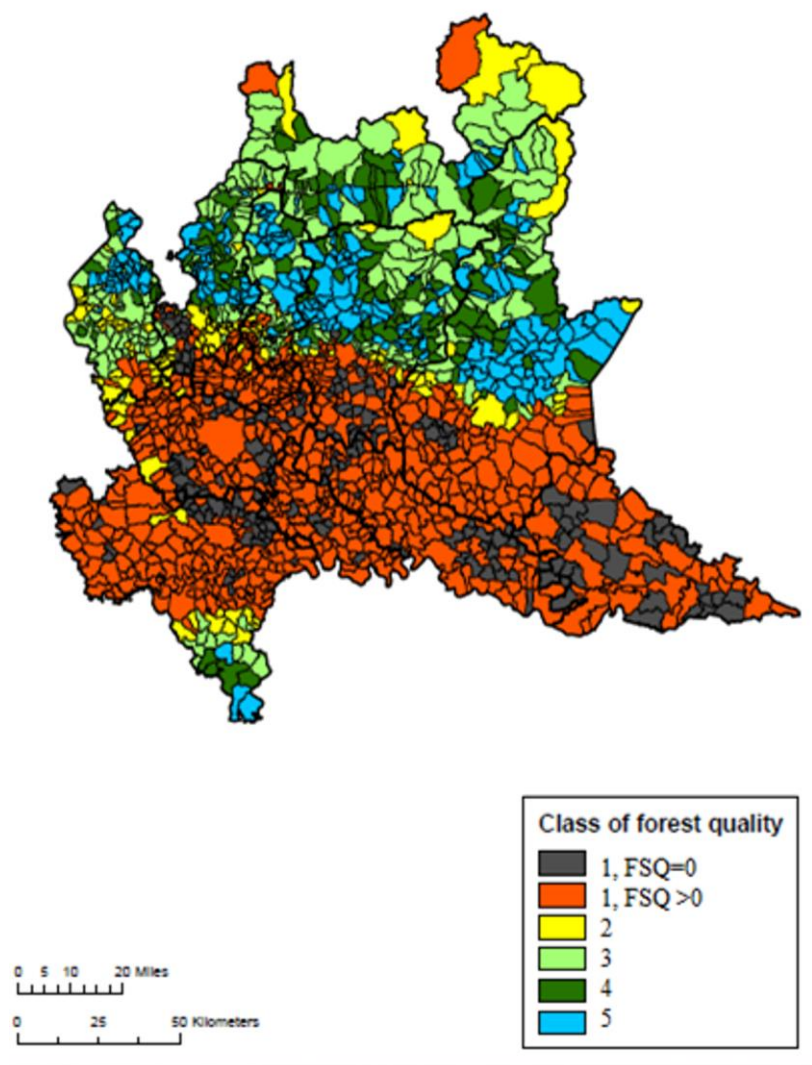 Class of forest quality
1, FSQ=0
1, FSQ >0
2
3
4
5
0 5 10 20 Miles
0 25 50 Kilometers